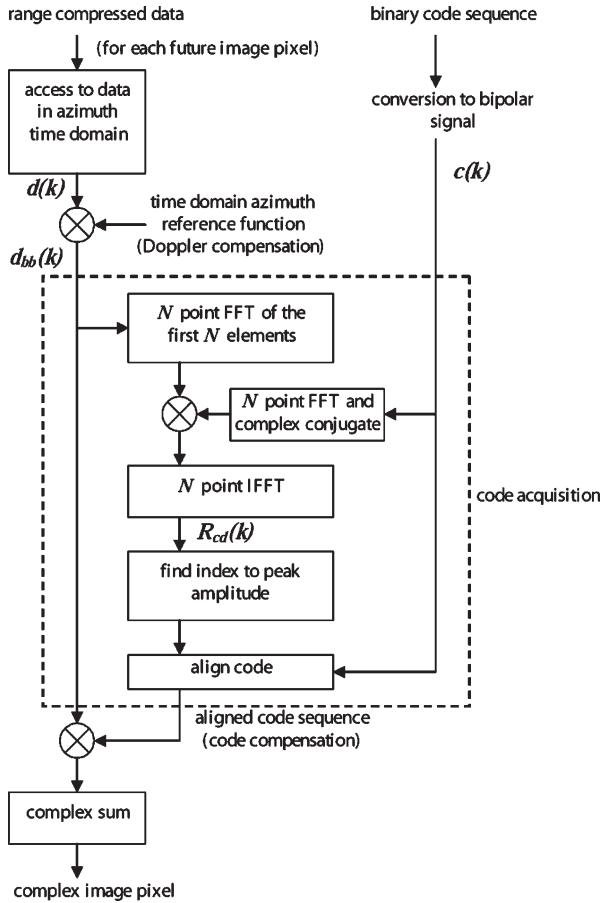 range compressed data
binary code sequence
(for each future image pixel)
access to data
in azimuth
time domain
conversion to bipolar
signal
d(k)
c(k)
time domain azimuth
reference function
(Doppler compensation)
d_bb(k)
N point FFT of the
first N elements
N point FFT and
complex conjugate
N point IFFT
code acquisition
R_cd(k)
find index to peak
amplitude
align code
aligned code sequence
(code compensation)
complex sum
complex image pixel